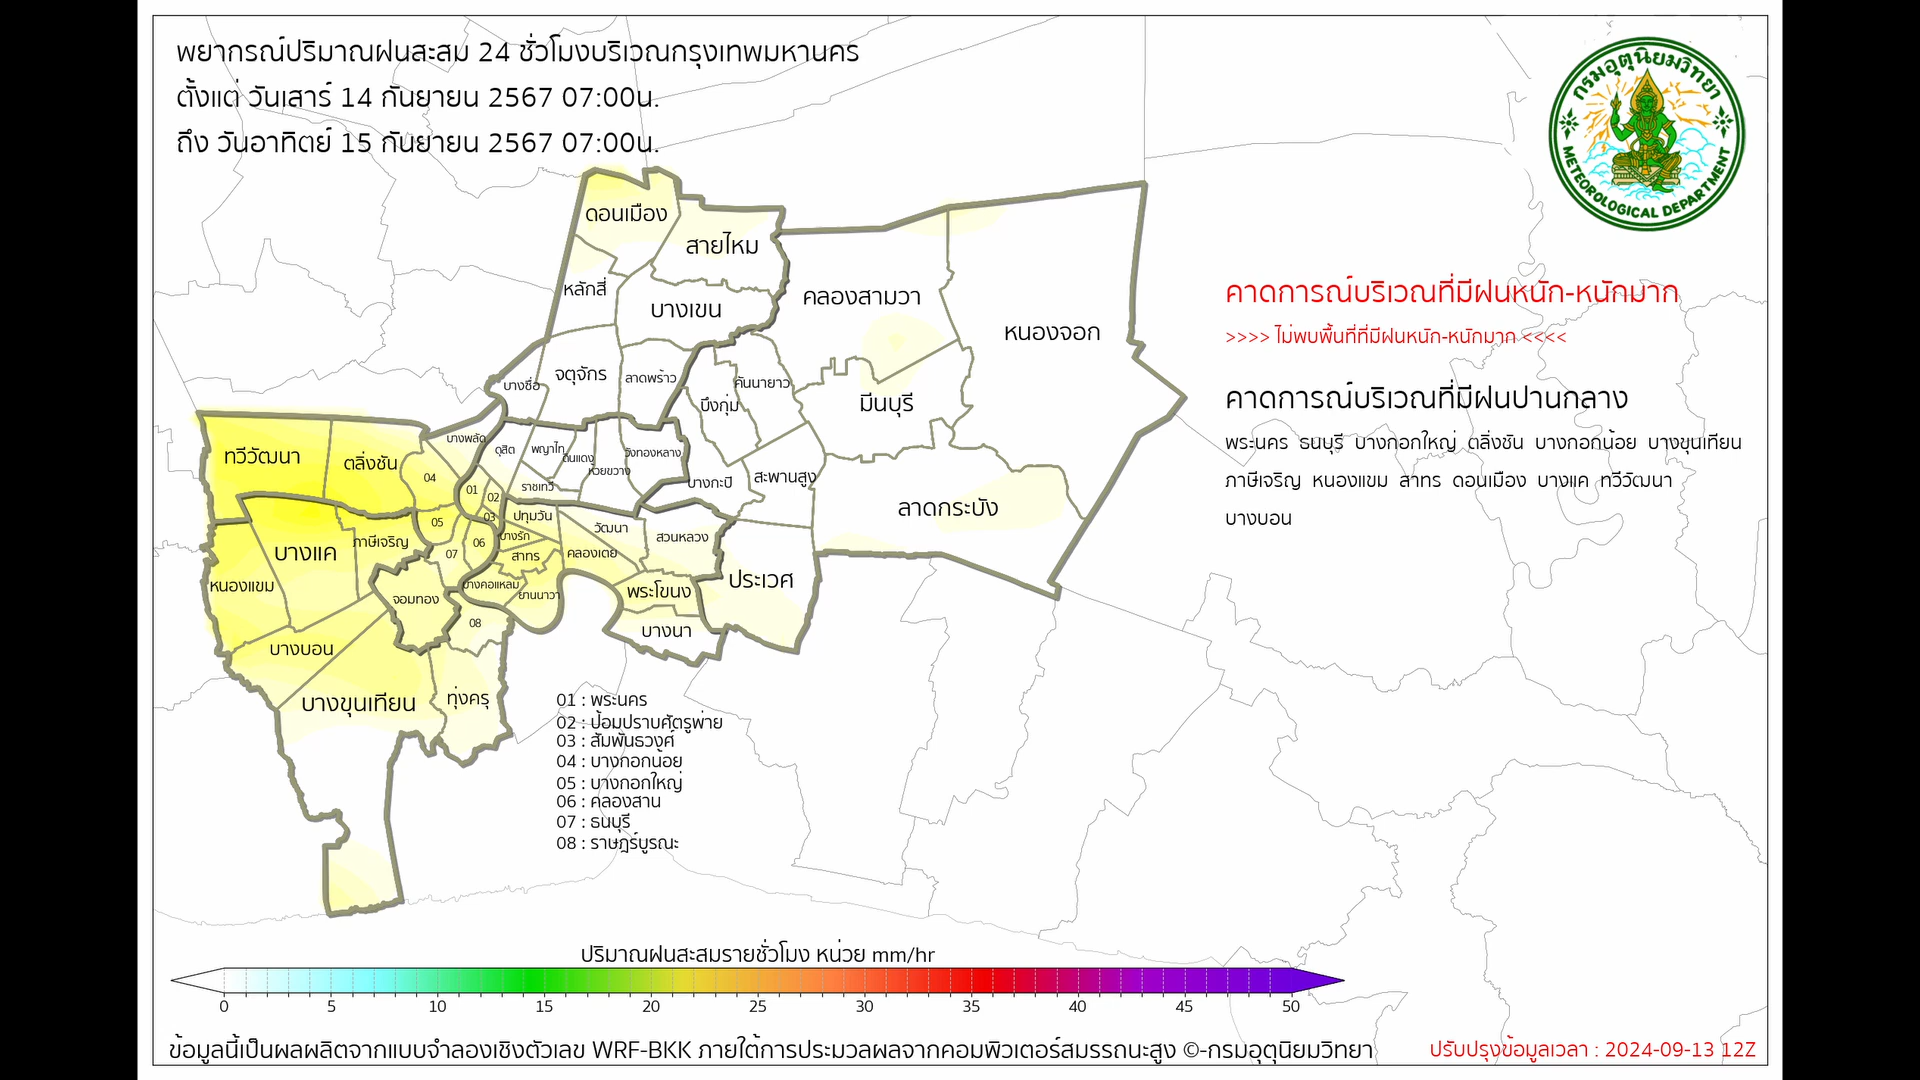 พยากรณ์ปริมาณฝนสะสม 24 ชั่วโมงบริเวณกรุงเทพมหานคร
ตั้งแต่ วันเสาร์ 14 กันยายน 2567 07:00น.
ถึง วันอาทิตย์ 15 กันยายน 2567 07:00น.
กรมอุตุนิยมวิทยา
METEOROLOGICAL DEPARTMENT
คาดการณ์บริเวณที่มีฝนหนัก-หนักมาก
>>>> ไม่พบพื้นที่ที่มีฝนหนัก-หนักมาก <<<<
คาดการณ์บริเวณที่มีฝนปานกลาง
พระนคร ธนบุรี บางกอกใหญ่ ตลิ่งชัน บางกอกน้อย บางขุนเทียน
ภาษีเจริญ หนองแขม สาทร ดอนเมือง บางแค ทวีวัฒนา
บางบอน
ดอนเมือง
สายไหม
หลักสี่
บางเขน
คลองสามวา
หนองจอก
บางซื่อ
จตุจักร
ลาดพร้าว
คันนายาว
บึงกุ่ม
มีนบุรี
ทวีวัฒนา
ตลิ่งชัน
บางพลัด
ดุสิต
พญาไท
ดินแดง
ห้วยขวาง
วังทองหลาง
บางกะปิ
สะพานสูง
ราชเทวี
04
01
02
03
05
06
07
ลาดกระบัง
ปทุมวัน
บางรัก
สาทร
วัฒนา
คลองเตย
สวนหลวง
ประเวศ
บางแค
ภาษีเจริญ
หนองแขม
จอมทอง
บางคอแหลม
ยานนาวา
พระโขนง
บางนา
08
บางบอน
บางขุนเทียน
ทุ่งครุ
01 : พระนคร
02 : ป้อมปราบศัตรูพ่าย
03 : สัมพันธวงศ์
04 : บางกอกน้อย
05 : บางกอกใหญ่
06 : คลองสาน
07 : ธนบุรี
08 : ราษฎร์บูรณะ
ปริมาณฝนสะสมรายชั่วโมง หน่วย mm/hr
0 5 10 15 20 25 30 35 40 45 50
ข้อมูลนี้เป็นผลผลิตจากแบบจำลองเชิงตัวเลข WRF-BKK ภายใต้การประมวลผลจากคอมพิวเตอร์สมรรถนะสูง ©-กรมอุตุนิยมวิทยา
ปรับปรุงข้อมูลเวลา : 2024-09-13 12Z